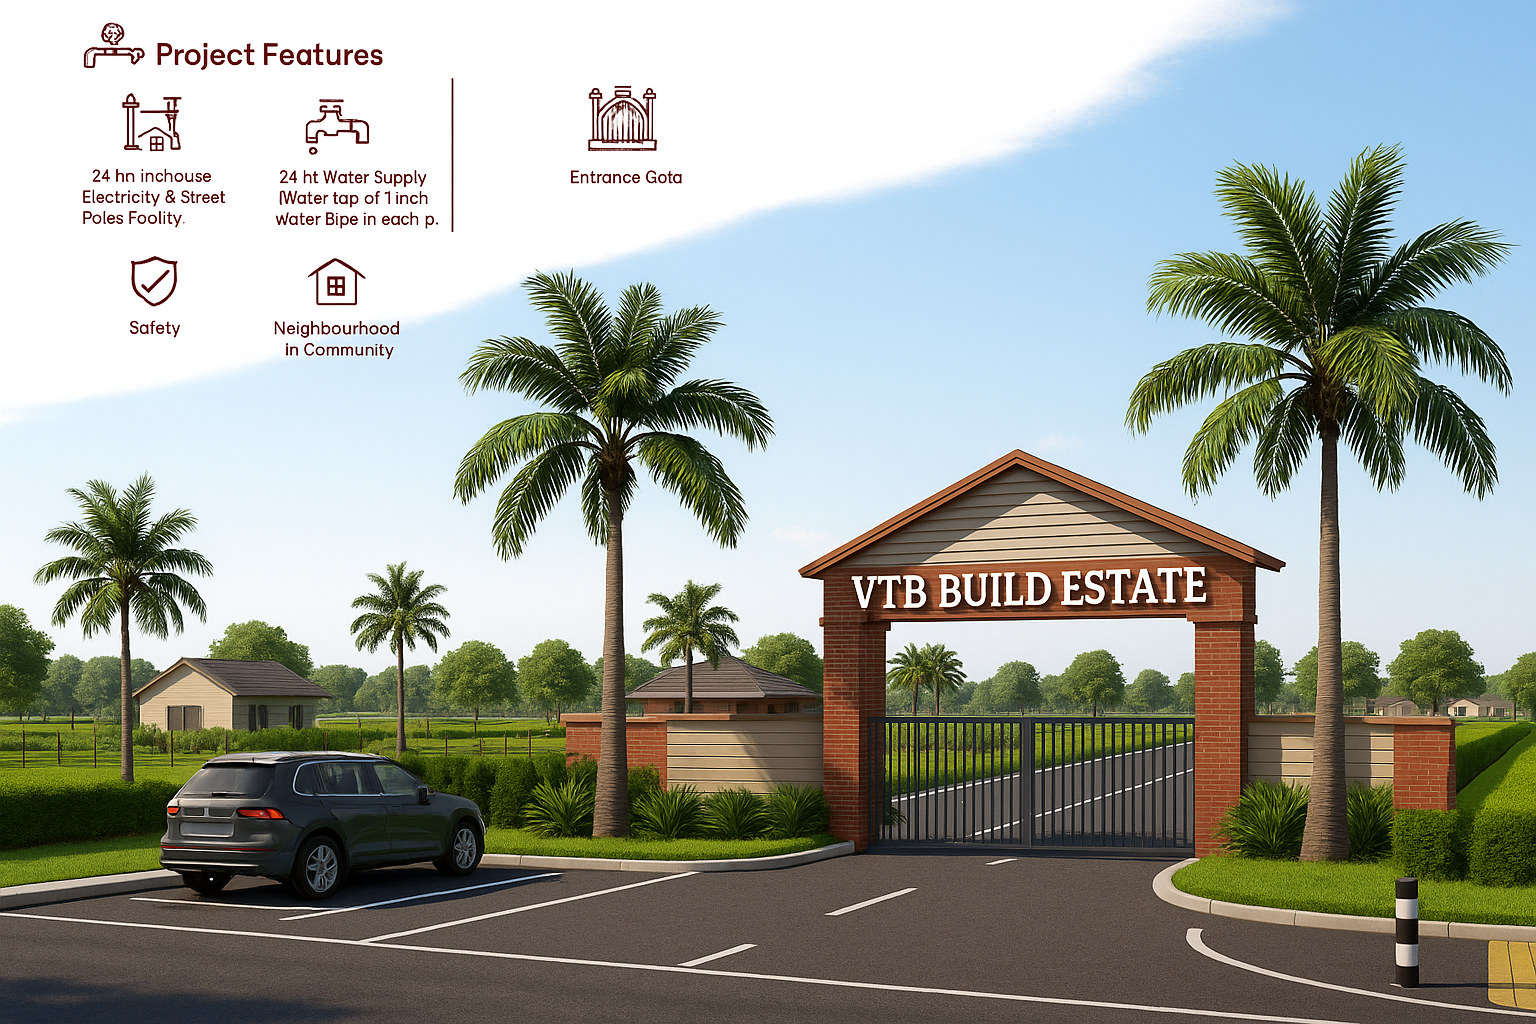 Project Features
24 hn inchouse
Electricity & Street
Poles Foolity.
24 ht Water Supply
Water tap of 1 inch
Water Bipe in each p.
Entrance Gota
Safety
Neighbourhood
in Community
VTB BUILD ESTATE